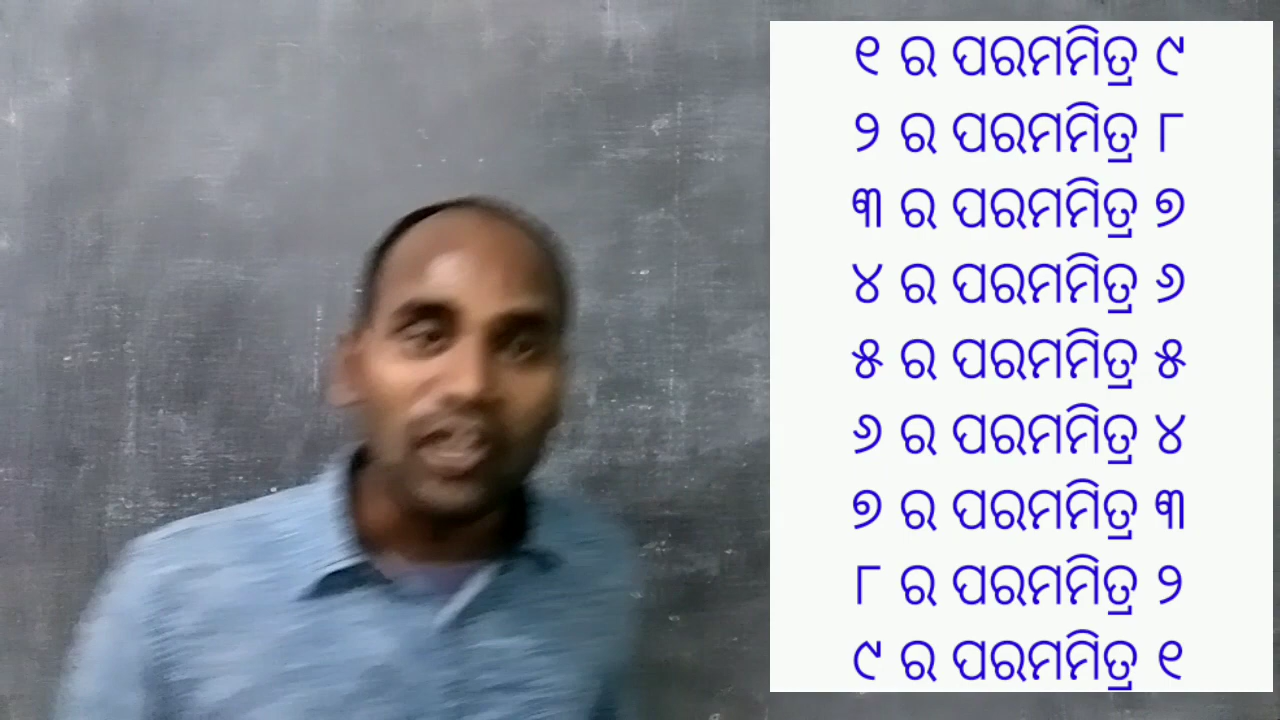 ୧ ର ପରମମିତ୍ର ୯
୨ ର ପରମମିତ୍ର ୮
୩ ର ପରମମିତ୍ର ୭
୪ ର ପରମମିତ୍ର ୬
୫ ର ପରମମିତ୍ର ୫
୬ ର ପରମମିତ୍ର ୪
୭ ର ପରମମିତ୍ର ୩
୮ ର ପରମମିତ୍ର ୨
୯ ର ପରମମିତ୍ର ୧